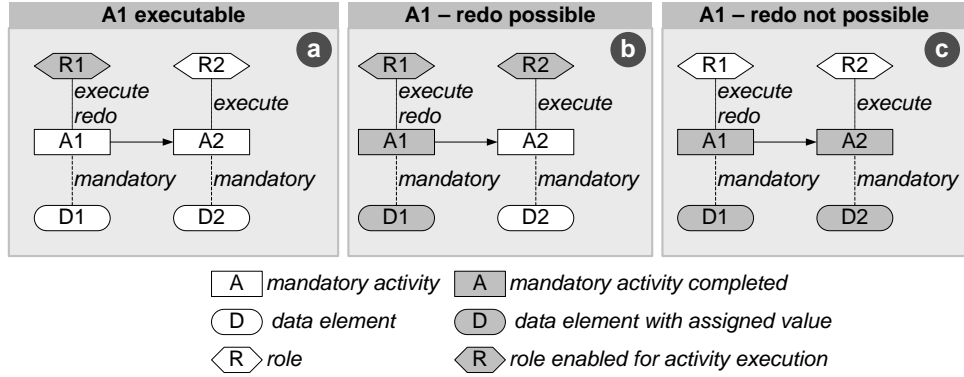 A1 executable
A1 – redo possible
A1 – redo not possible
a
R1 R2
execute
redo
execute
A1 A2
mandatory mandatory
D1 D2
b
R1 R2
execute
redo
execute
A1 A2
mandatory mandatory
D1 D2
c
R1 R2
execute
redo
execute
A1 A2
mandatory mandatory
D1 D2
A mandatory activity
A mandatory activity completed
D data element
D data element with assigned value
R role
R role enabled for activity execution